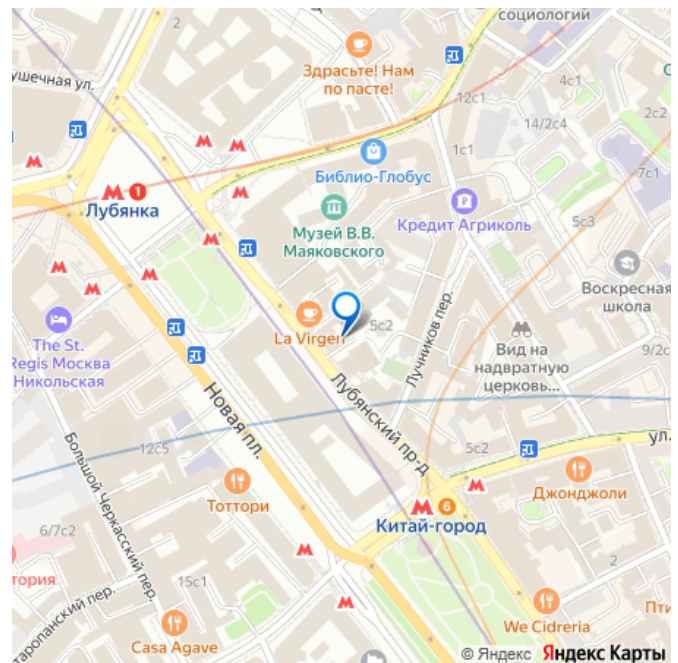 2
социологии
Здрасьте! Нам
по пасте!
ушечная ул.
4с1
12с1
2с2
14/2с4
1с1
7с1
Библио-Глобус
1
Лубянка
Кредит Агриколь
Музей В.В.
Маяковского
5с3
Воскресная
школа
La Virgen
5с2
Лучников пер.
The St.
Regis Москва
Никольская
Вид на
надвратную
церковь...
9/2с
Новая пл.
Лубянский пр-д
12с5
5с2
ул.
Большой Черкасский пер.
Тоттори
6
Джонджоли
Китай-город
6/7с2
тория
15с1
2
таропанский пер.
We Cidreria
Пти
Casa Agave
© Яндекс Яндекс Карты